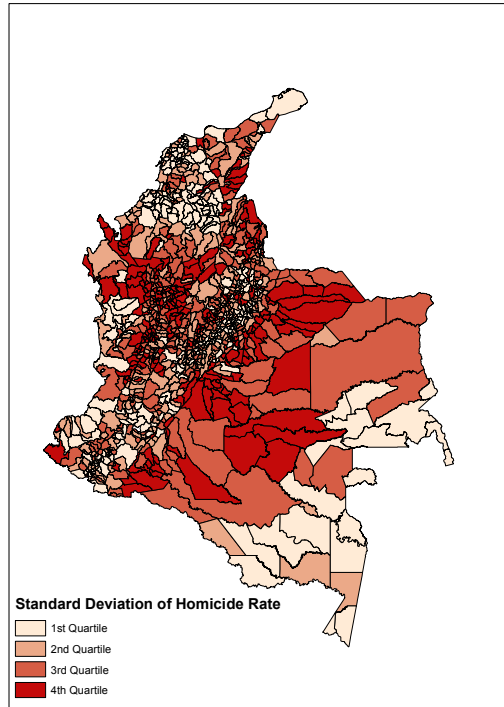 Standard Deviation of Homicide Rate
1st Quartile
2nd Quartile
3rd Quartile
4th Quartile